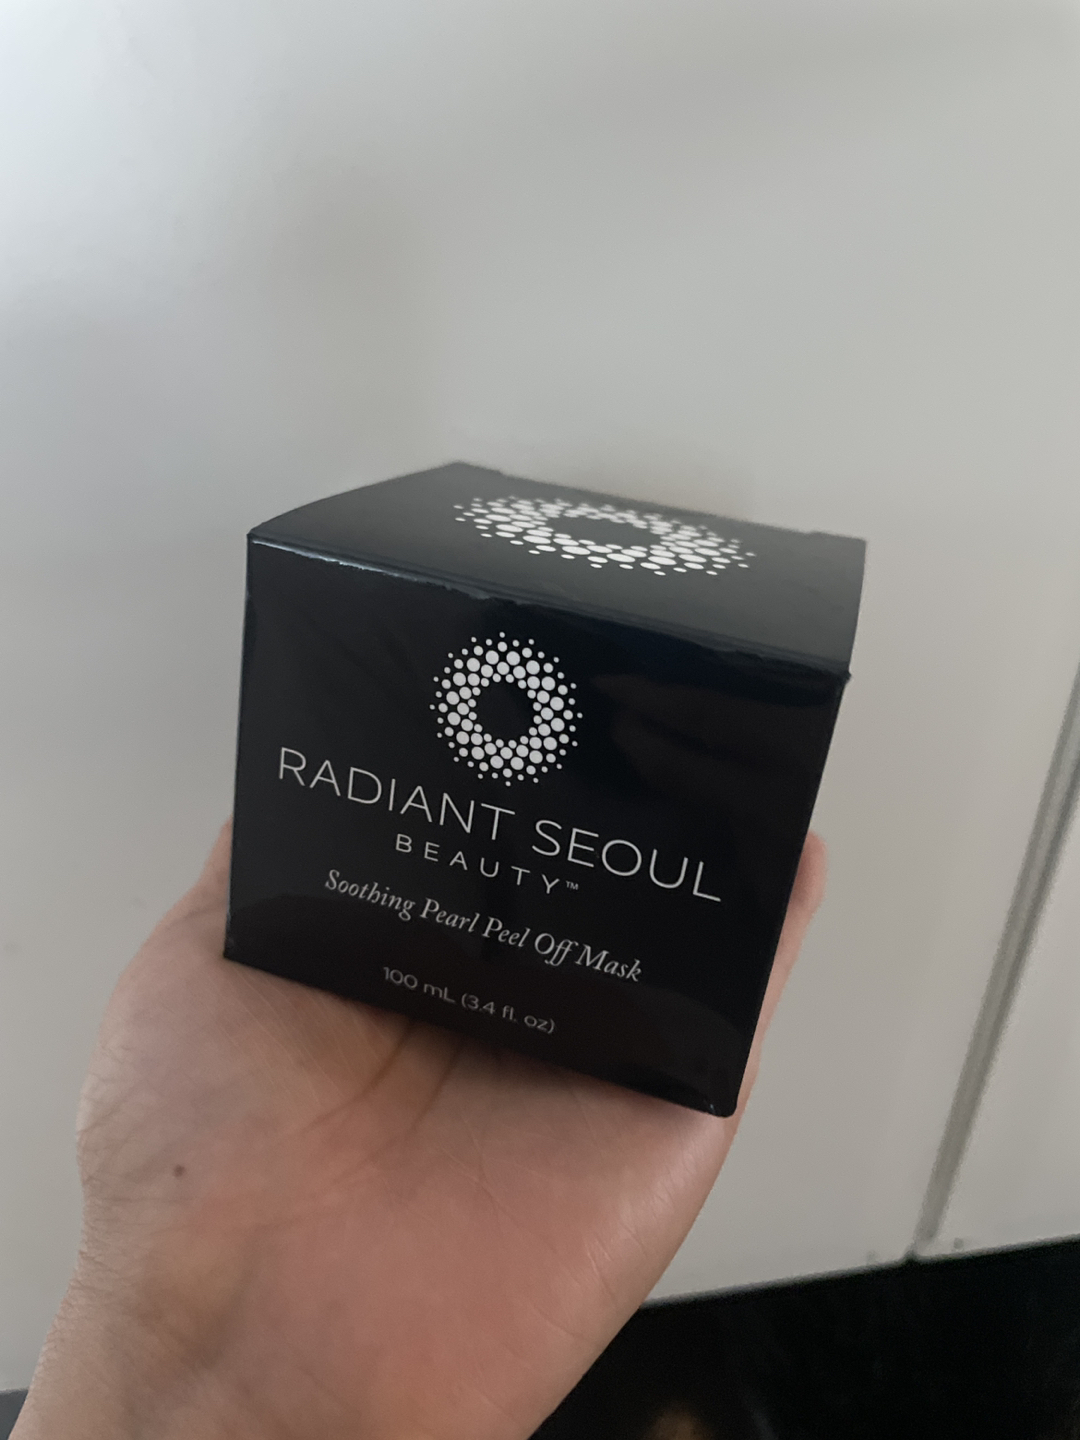 RADIANT SEOUL
BEAUTY™
Soothing Pearl Peel Off Mask
100 mL (3.4 fl. oz)